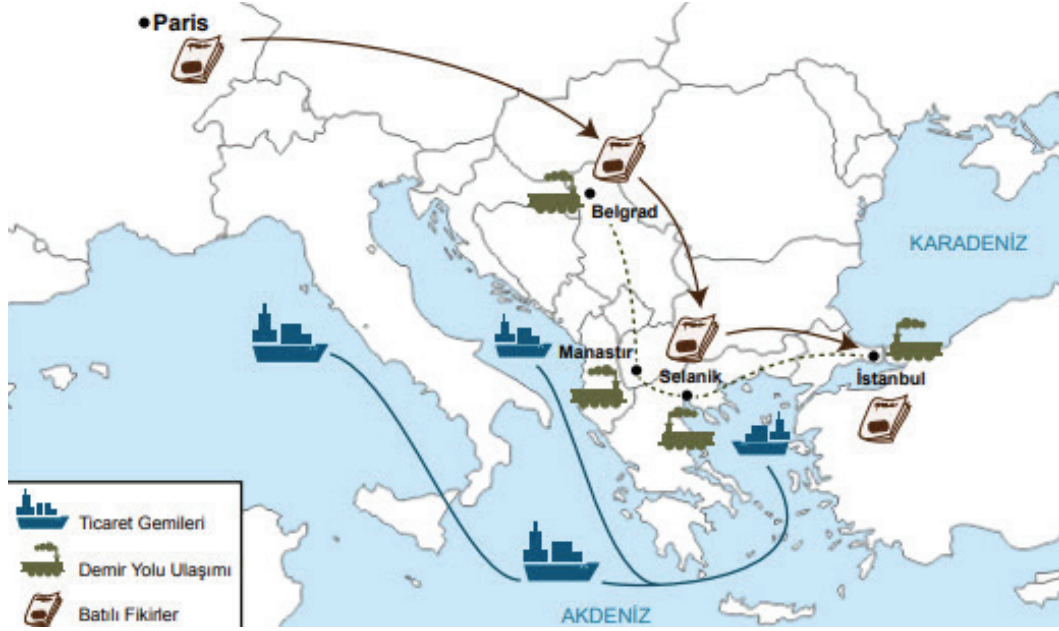 Paris
Belgrad
KARADENİZ
Manastır
Selanik
İstanbul
Ticaret Gemileri
Demir Yolu Ulaşımı
Batılı Fikirler
AKDENİZ